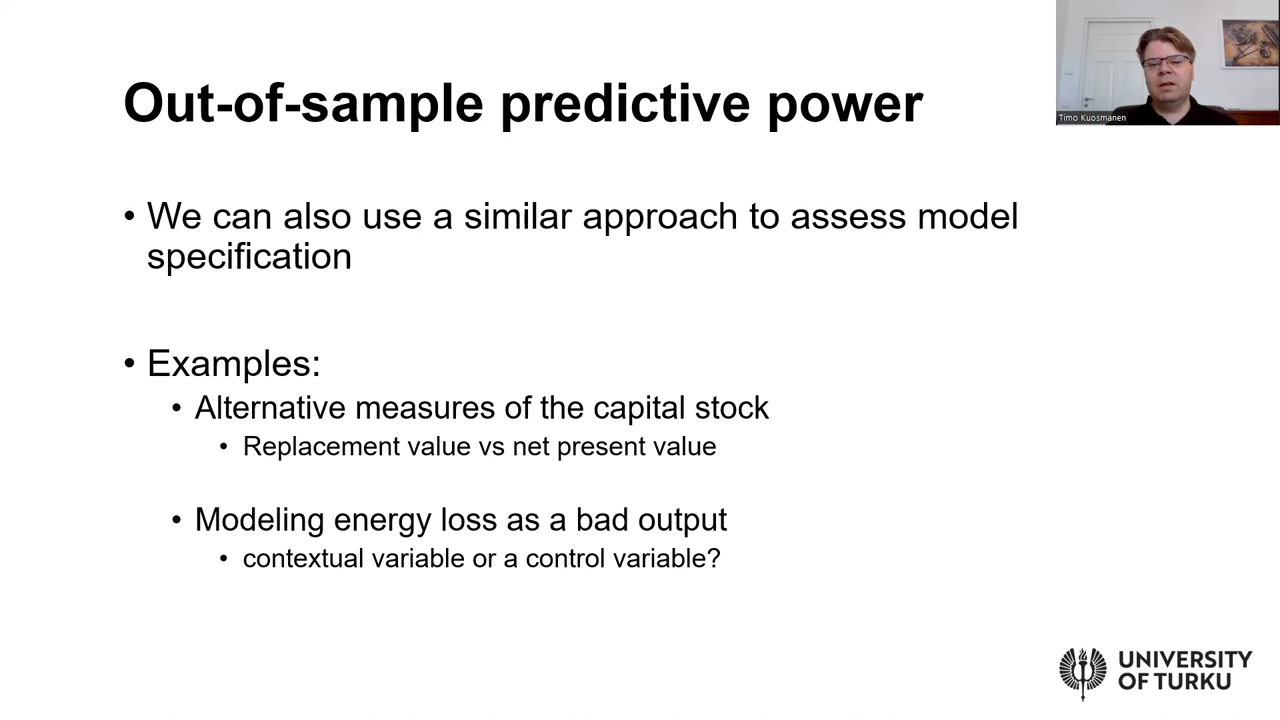 Out-of-sample predictive power
Timo Kuosmanen
• We can also use a similar approach to assess model
specification
• Examples:
• Alternative measures of the capital stock
• Replacement value vs net present value
• Modeling energy loss as a bad output
• contextual variable or a control variable?
UNIVERSITY
OF TURKU